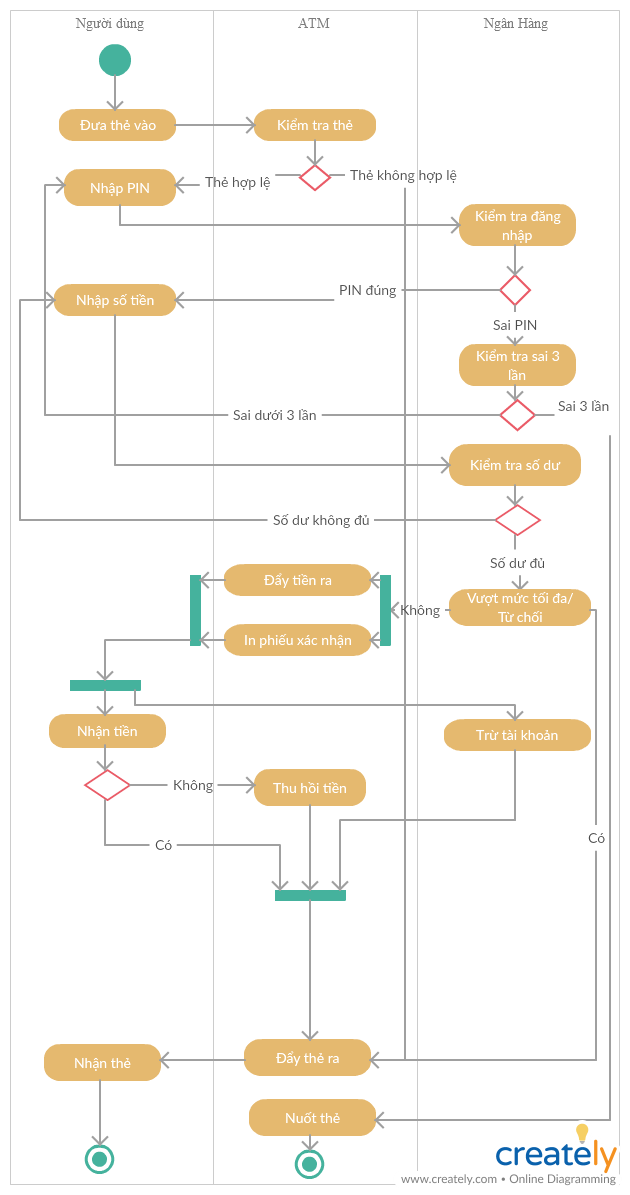 Người dùng
ATM
Ngân Hàng
Đưa thẻ vào
Kiểm tra thẻ
Thẻ hợp lệ
Thẻ không hợp lệ
Nhập PIN
Kiểm tra đăng
nhập
PIN đúng
Nhập số tiền
Sai PIN
Kiểm tra sai 3
lần
Sai dưới 3 lần
Sai 3 lần
Kiểm tra số dư
Số dư không đủ
Số dư đủ
Đẩy tiền ra
Vượt mức tối đa/
Từ chối
Không
In phiếu xác nhận
Nhận tiền
Trừ tài khoản
Không
Thu hồi tiền
Có
Có
Nhận thẻ
Đẩy thẻ ra
Nuốt thẻ
creately
www.creately.com • Online Diagramming